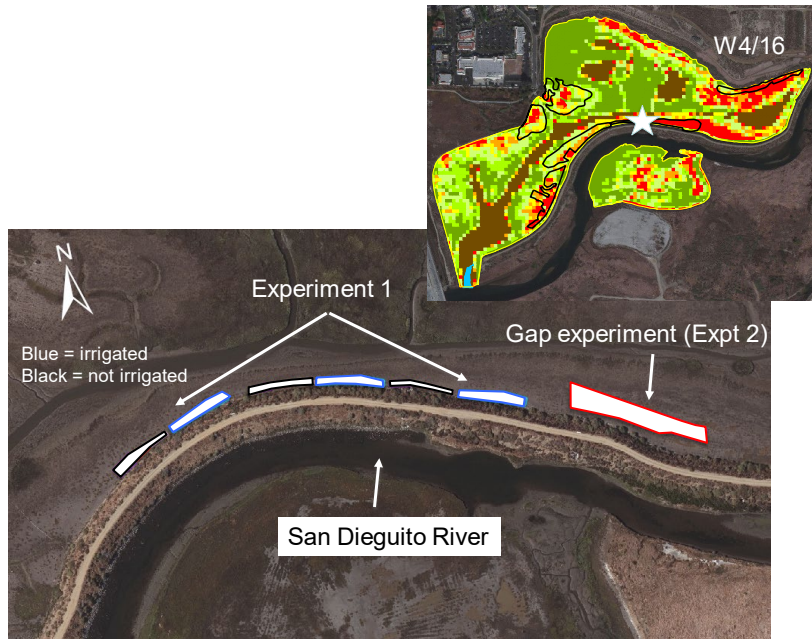 W4/16
N
Experiment 1
Gap experiment (Expt 2)
Blue = irrigated
Black = not irrigated
San Dieguito River